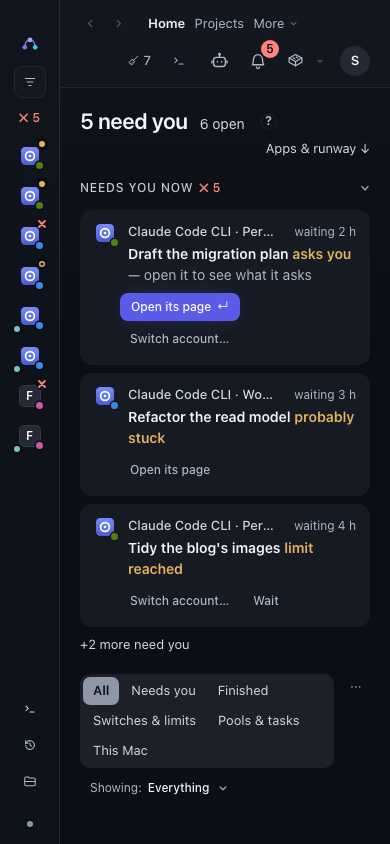 Home Projects More
7
5
S
5
F
F
5 need you 6 open ?
Apps & runway ↓
NEEDS YOU NOW 5
Claude Code CLI · Per... waiting 2 h
Draft the migration plan asks you
— open it to see what it asks
Open its page ↵
Switch account...
Claude Code CLI · Wo... waiting 3 h
Refactor the read model probably
stuck
Open its page
Claude Code CLI · Per... waiting 4 h
Tidy the blog's images limit
reached
Switch account... Wait
+2 more need you
All Needs you Finished
Switches & limits Pools & tasks
This Mac
Showing: Everything